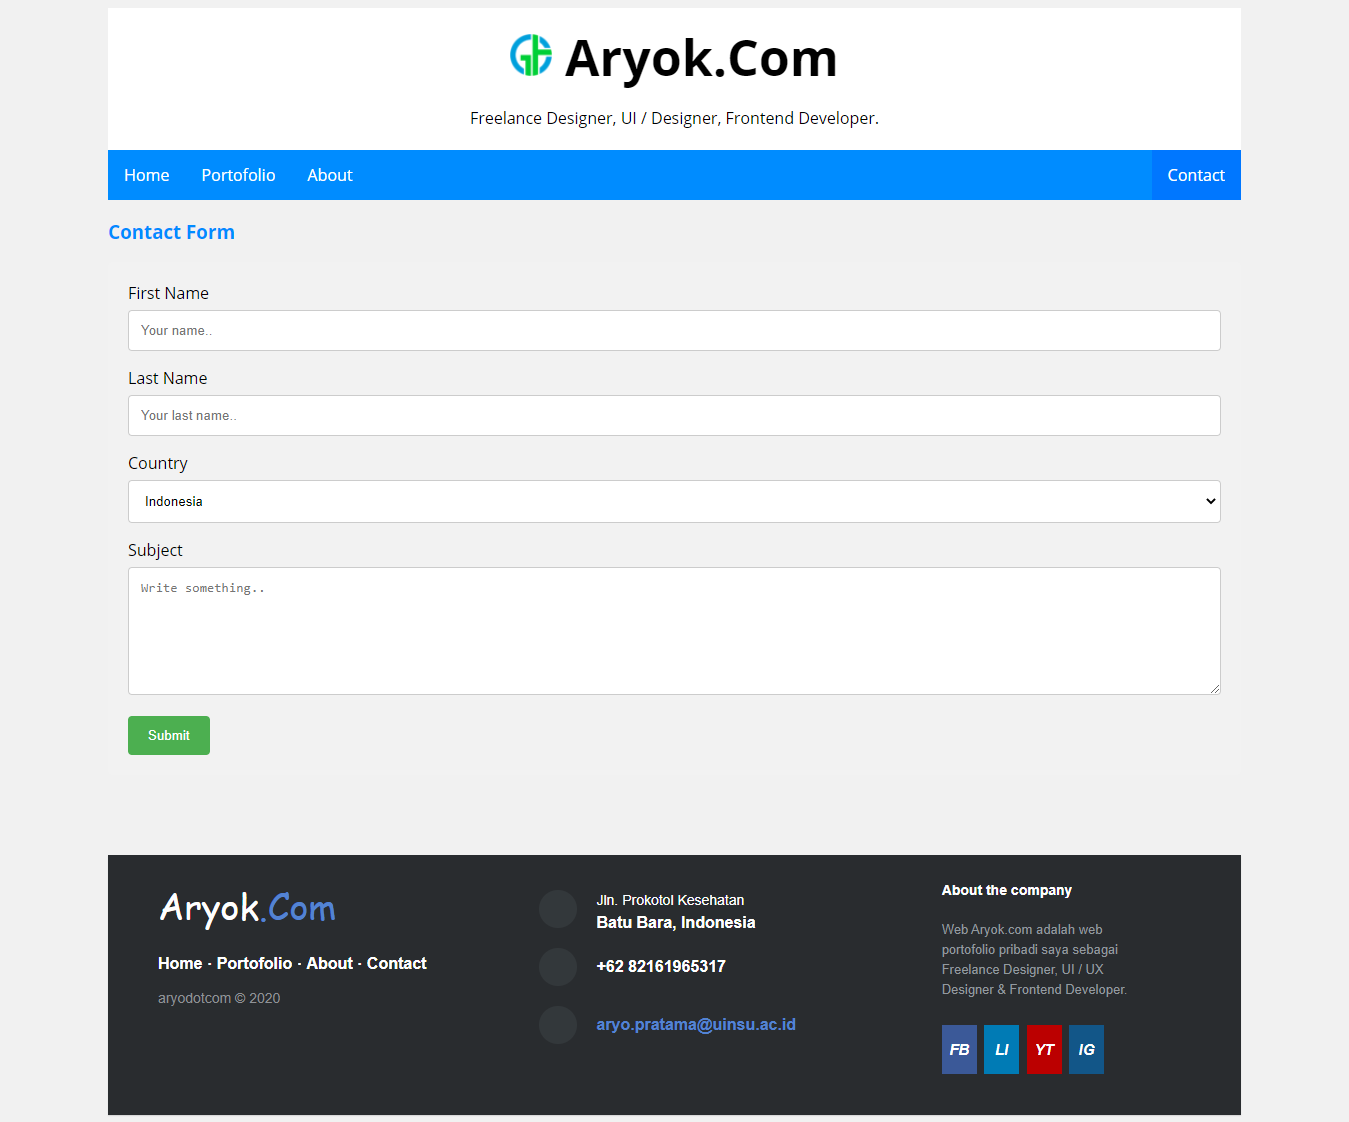 Aryok.Com
Freelance Designer, UI / Designer, Frontend Developer.
Home Portofolio About Contact
Contact Form
First Name
Your name..
Last Name
Your last name..
Country
Indonesia
Subject
Write something..
Submit
Aryok.Com
Home · Portofolio · About · Contact
aryodotcom © 2020
Jln. Prokotol Kesehatan
Batu Bara, Indonesia
+62 82161965317
aryo.pratama@uinsu.ac.id
About the company
Web Aryok.com adalah web
portofolio pribadi saya sebagai
Freelance Designer, UI / UX
Designer & Frontend Developer.
FB LI YT IG